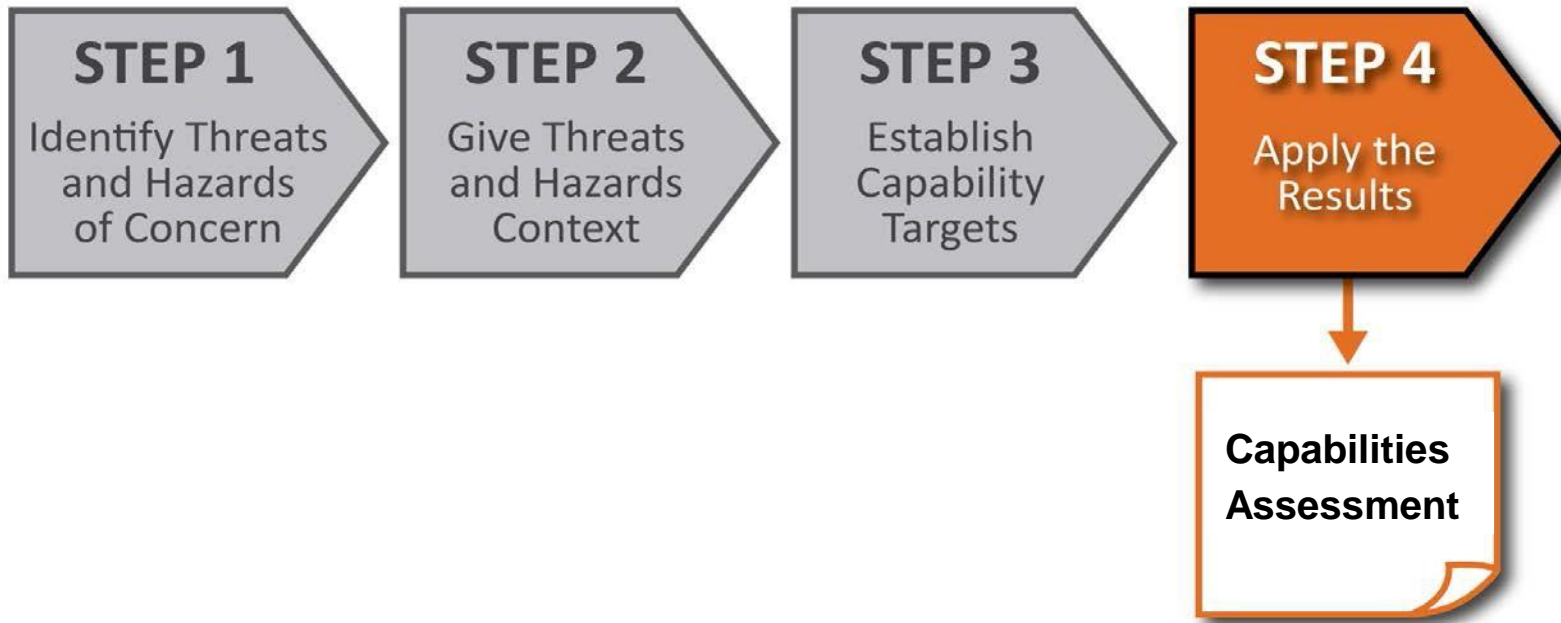 STEP 1
Identify Threats
and Hazards
of Concern
STEP 2
Give Threats
and Hazards
Context
STEP 3
Establish
Capability
Targets
STEP 4
Apply the
Results
Capabilities
Assessment